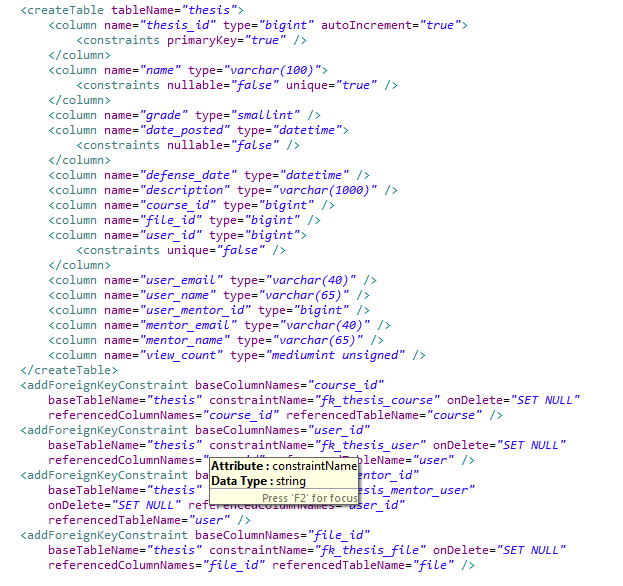 <createTable tableName="thesis">
<column name="thesis_id" type="bigint" autoIncrement="true">
<constraints primaryKey="true" />
</column>
<column name="name" type="varchar(100)">
<constraints nullable="false" unique="true" />
</column>
<column name="grade" type="smallint" />
<column name="date_posted" type="datetime">
<constraints nullable="false" />
</column>
<column name="defense_date" type="datetime" />
<column name="description" type="varchar(1000)" />
<column name="course_id" type="bigint" />
<column name="file_id" type="bigint" />
<column name="user_id" type="bigint">
<constraints unique="false" />
</column>
<column name="user_email" type="varchar(40)" />
<column name="user_name" type="varchar(65)" />
<column name="user_mentor_id" type="bigint" />
<column name="mentor_email" type="varchar(40)" />
<column name="mentor_name" type="varchar(65)" />
<column name="view_count" type="mediumint unsigned" />
</createTable>
<addForeignKeyConstraint baseColumnNames="course_id"
baseTableName="thesis" constraintName="fk_thesis_course" onDelete="SET NULL"
referencedColumnNames="course_id" referencedTableName="course" />
<addForeignKeyConstraint baseColumnNames="user_id"
baseTableName="thesis" constraintName="fk_thesis_user" onDelete="SET NULL"
referencedColumnNames= ="user" />
Attribute : constraintName
Data Type : string
Press 'F2' for focus
<addForeignKeyConstraint ntor_id"
baseTableName="thesis" esis_mentor_user"
onDelete="SET NULL" referencedColumnNames="user_id"
referencedTableName="user" />
<addForeignKeyConstraint baseColumnNames="file_id"
baseTableName="thesis" constraintName="fk_thesis_file" onDelete="SET NULL"
referencedColumnNames="file_id" referencedTableName="file" />